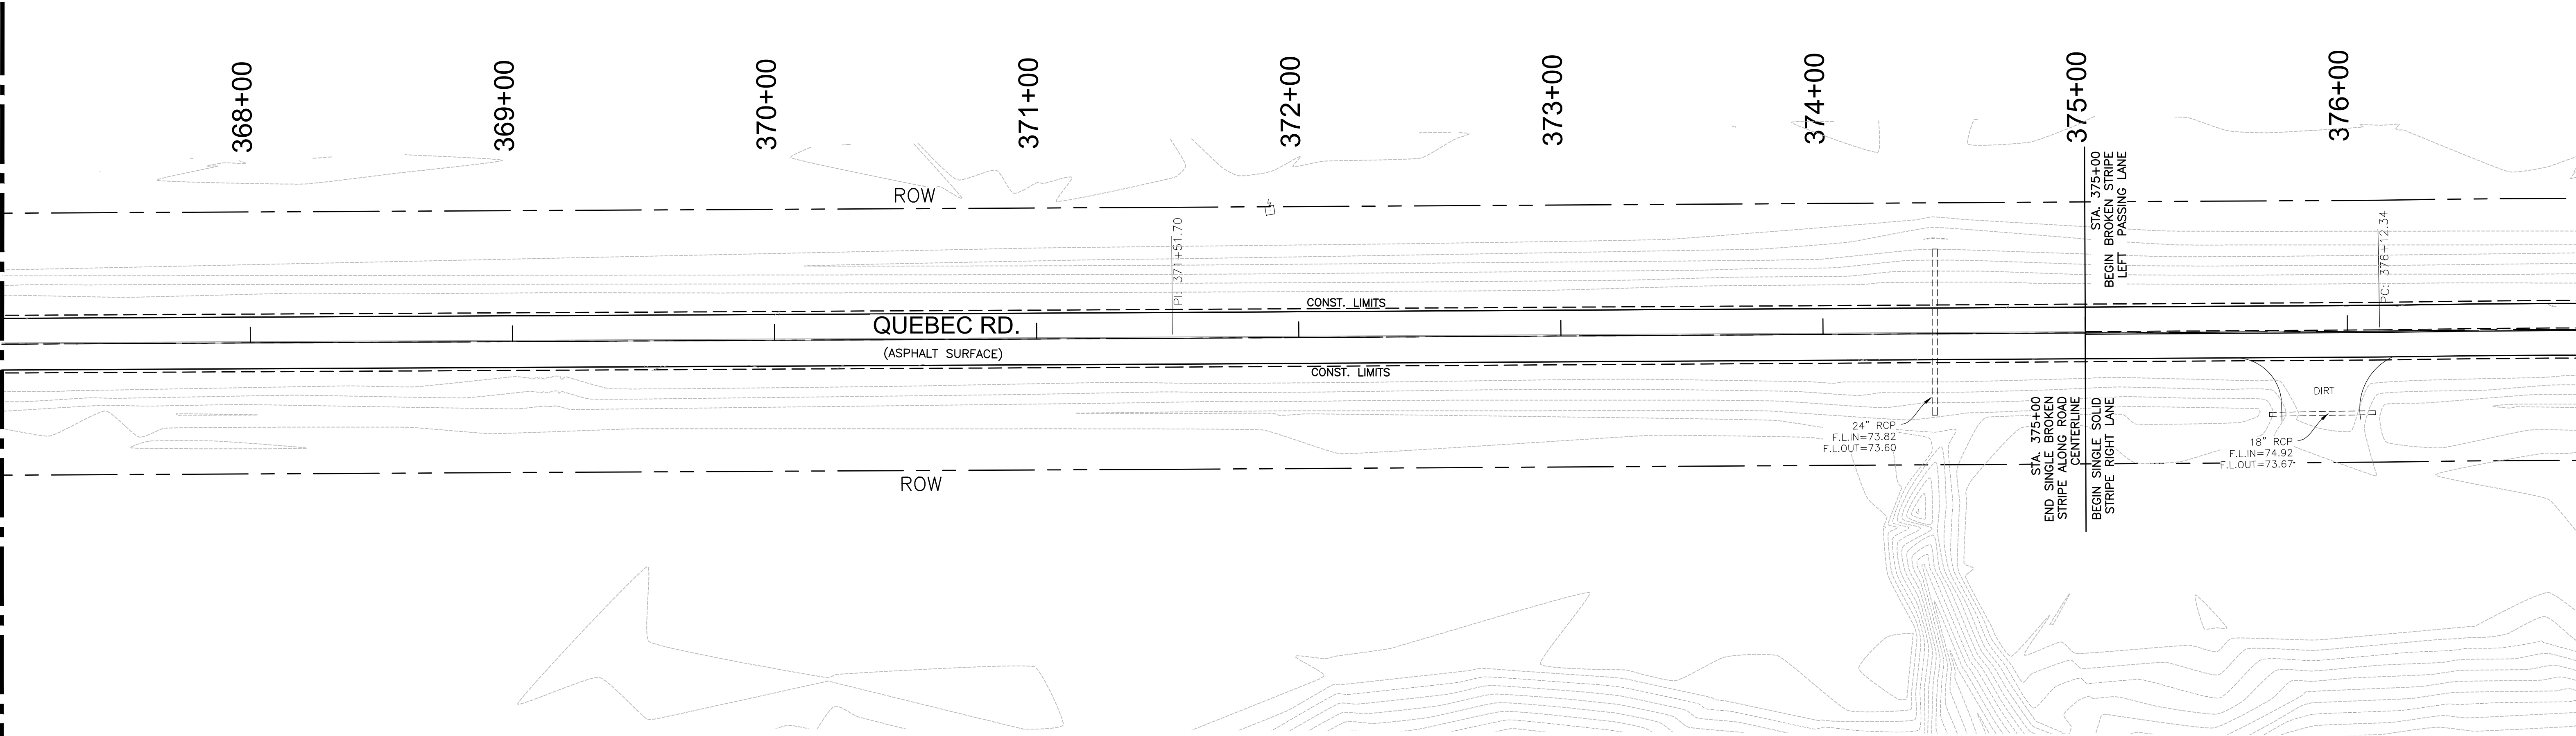 368+00
369+00
370+00
371+00
372+00
373+00
374+00
375+00
376+00
ROW
4
PI: 371+51.70
STA. 375+00
BEGIN BROKEN STRIPE
LEFT PASSING LANE
PC: 376+12.34
CONST. LIMITS
QUEBEC RD.
(ASPHALT SURFACE)
CONST. LIMITS
DIRT
24" RCP
F.L.IN=73.82
F.L.OUT=73.60
STA. 375+00
END SINGLE BROKEN
STRIPE ALONG ROAD
CENTERLINE
BEGIN SINGLE SOLID
STRIPE RIGHT LANE
18" RCP
F.L.IN=74.92
F.L.OUT=73.67
ROW